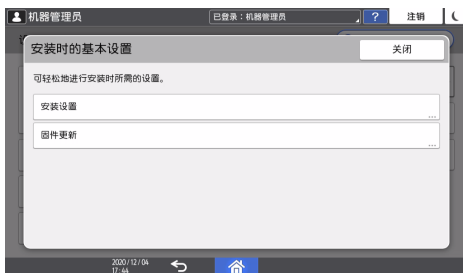 机器管理员
已登录：机器管理员
?
注销
安装时的基本设置
关闭
可轻松地进行安装时所需的设置。
安装设置
...
固件更新
...
2020/12/04
17:44